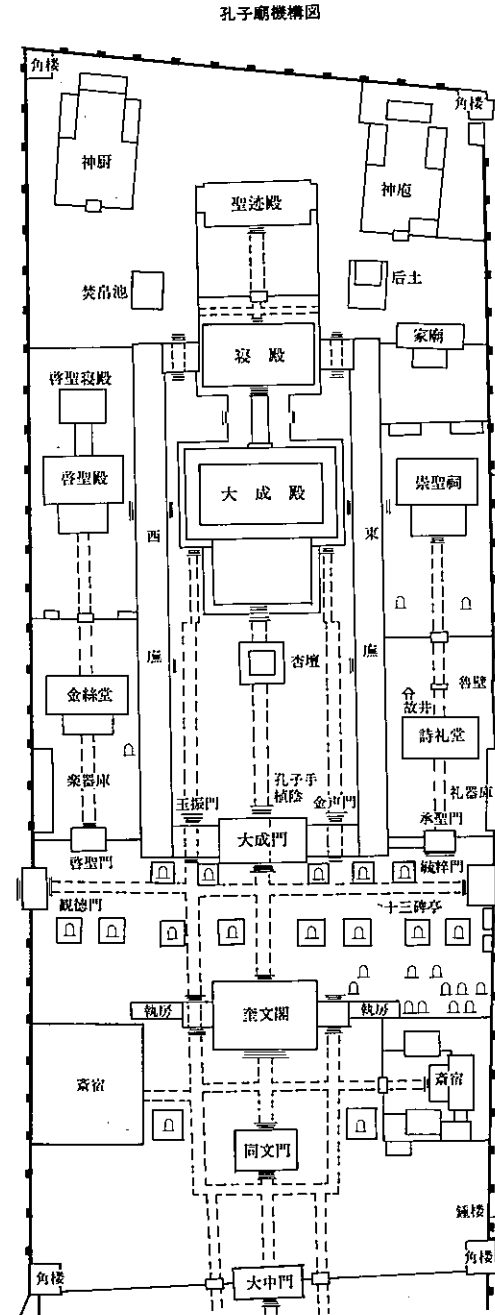 孔子廟機構図
角楼
角楼
神厨
神庖
聖迹殿
焚帛池
后土
家廟
寝殿
啓聖寝殿
啓聖殿
大成殿
崇聖祠
西廡
東廡
杏壇
魯壁
故井
金絲堂
詩礼堂
楽器庫
礼器庫
孔子手
植陰
玉振門
金声門
承聖門
大成門
啓聖門
毓粹門
観徳門
十三碑亭
執房
奎文閣
執房
斎宿
斎宿
同文門
鍾楼
角楼
大中門
角楼